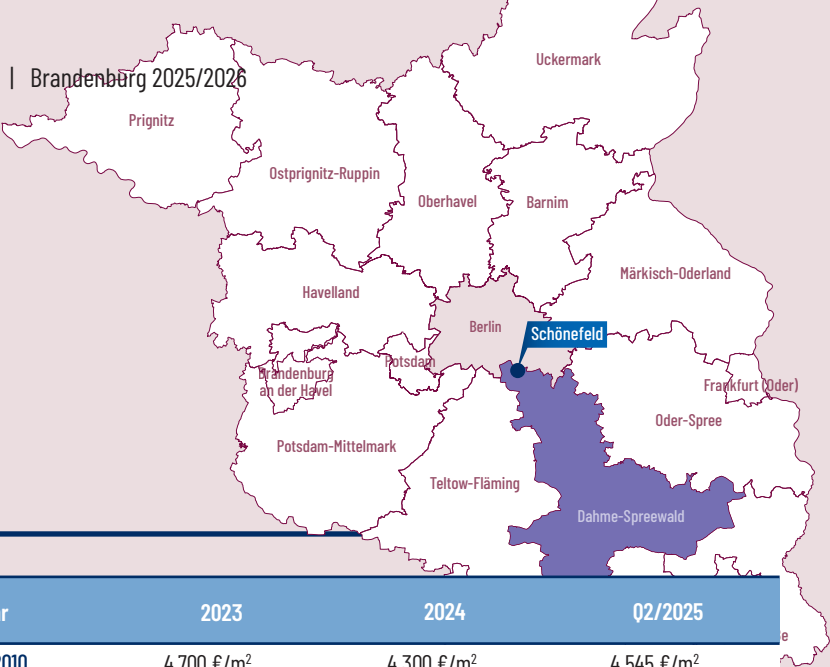 Uckermark
| Brandenburg 2025/2026
Prignitz
Ostprignitz-Ruppin
Oberhavel
Barnim
Märkisch-Oderland
Havelland
Berlin
Schönefeld
Potsdam
Brandenburg
an der Havel
Frankfurt (Oder)
Oder-Spree
Potsdam-Mittelmark
Teltow-Fläming
Dahme-Spreewald
r 2023 2024 Q2/2025
e
2010 4.700 €/m² 4.300 €/m² 4.545 €/m²